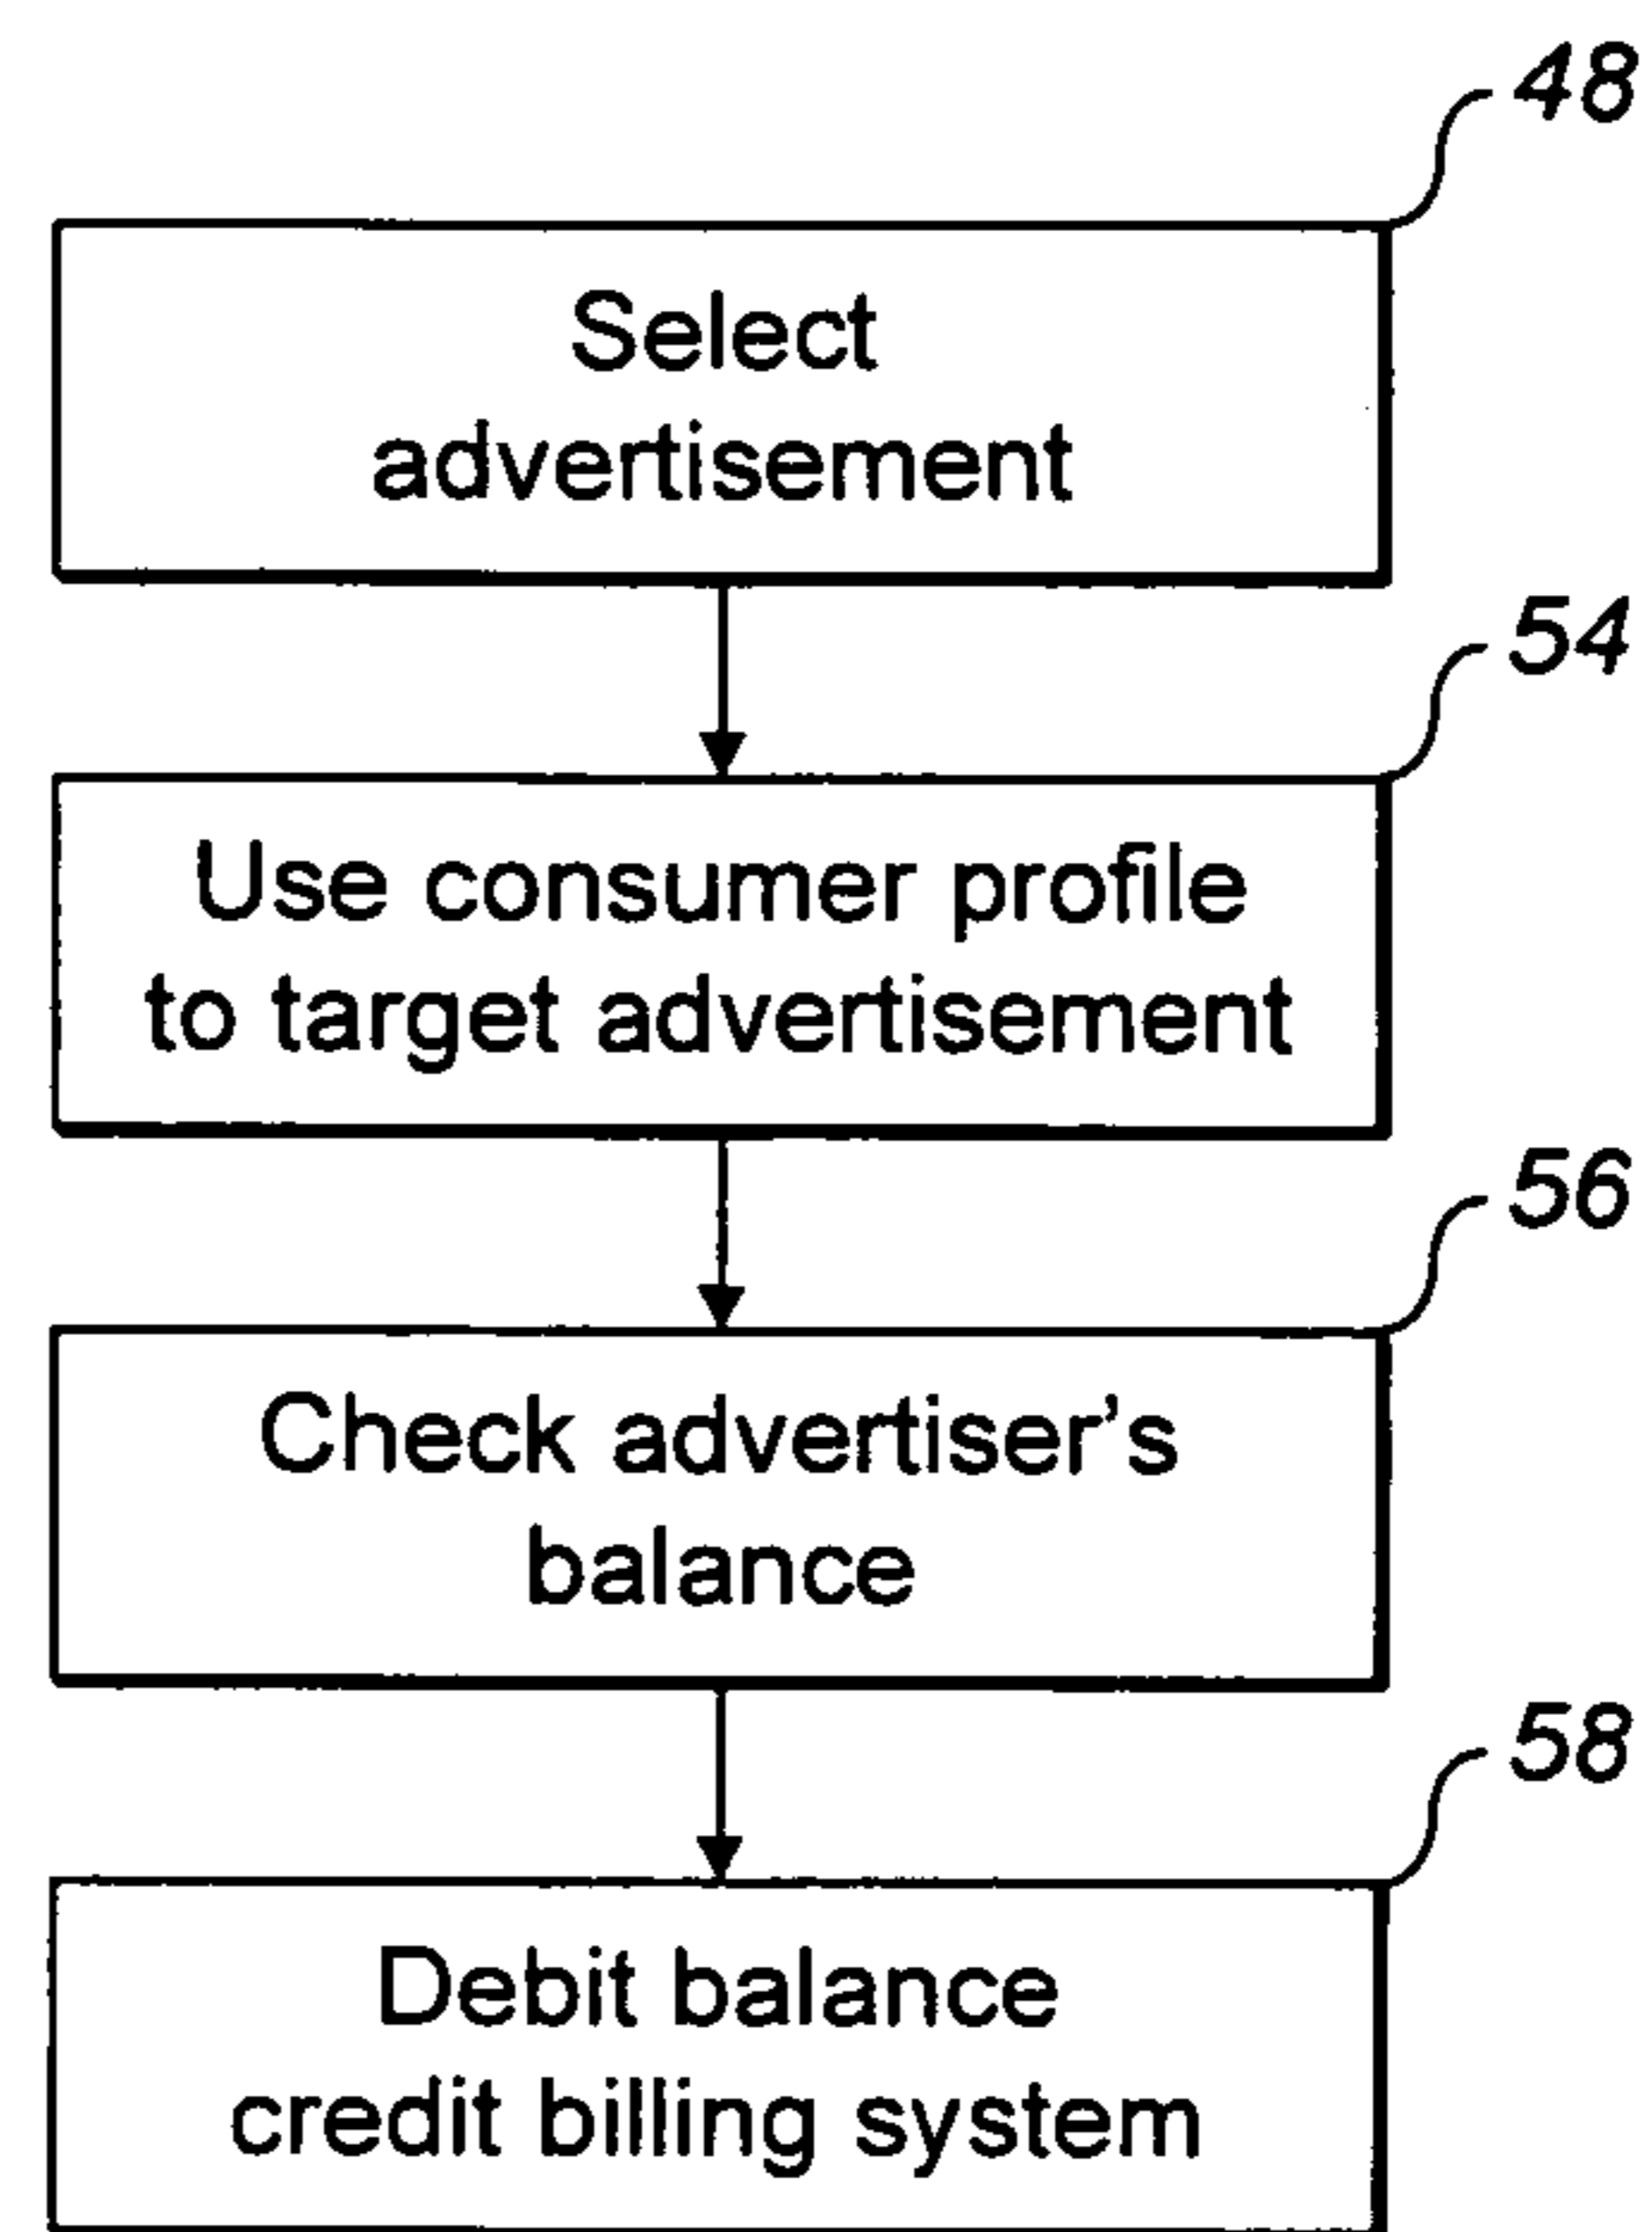 48
Select
advertisement
54
Use consumer profile
to target advertisement
56
Check advertiser's
balance
58
Debit balance
credit billing system